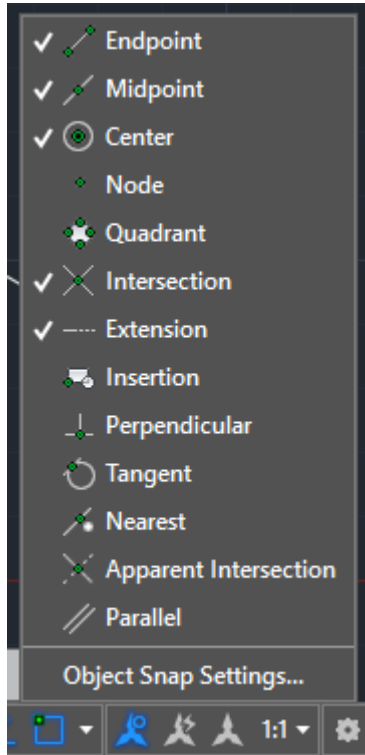 Endpoint
Midpoint
Center
Node
Quadrant
Intersection
Extension
Insertion
Perpendicular
Tangent
Nearest
Apparent Intersection
Parallel
Object Snap Settings...
1:1